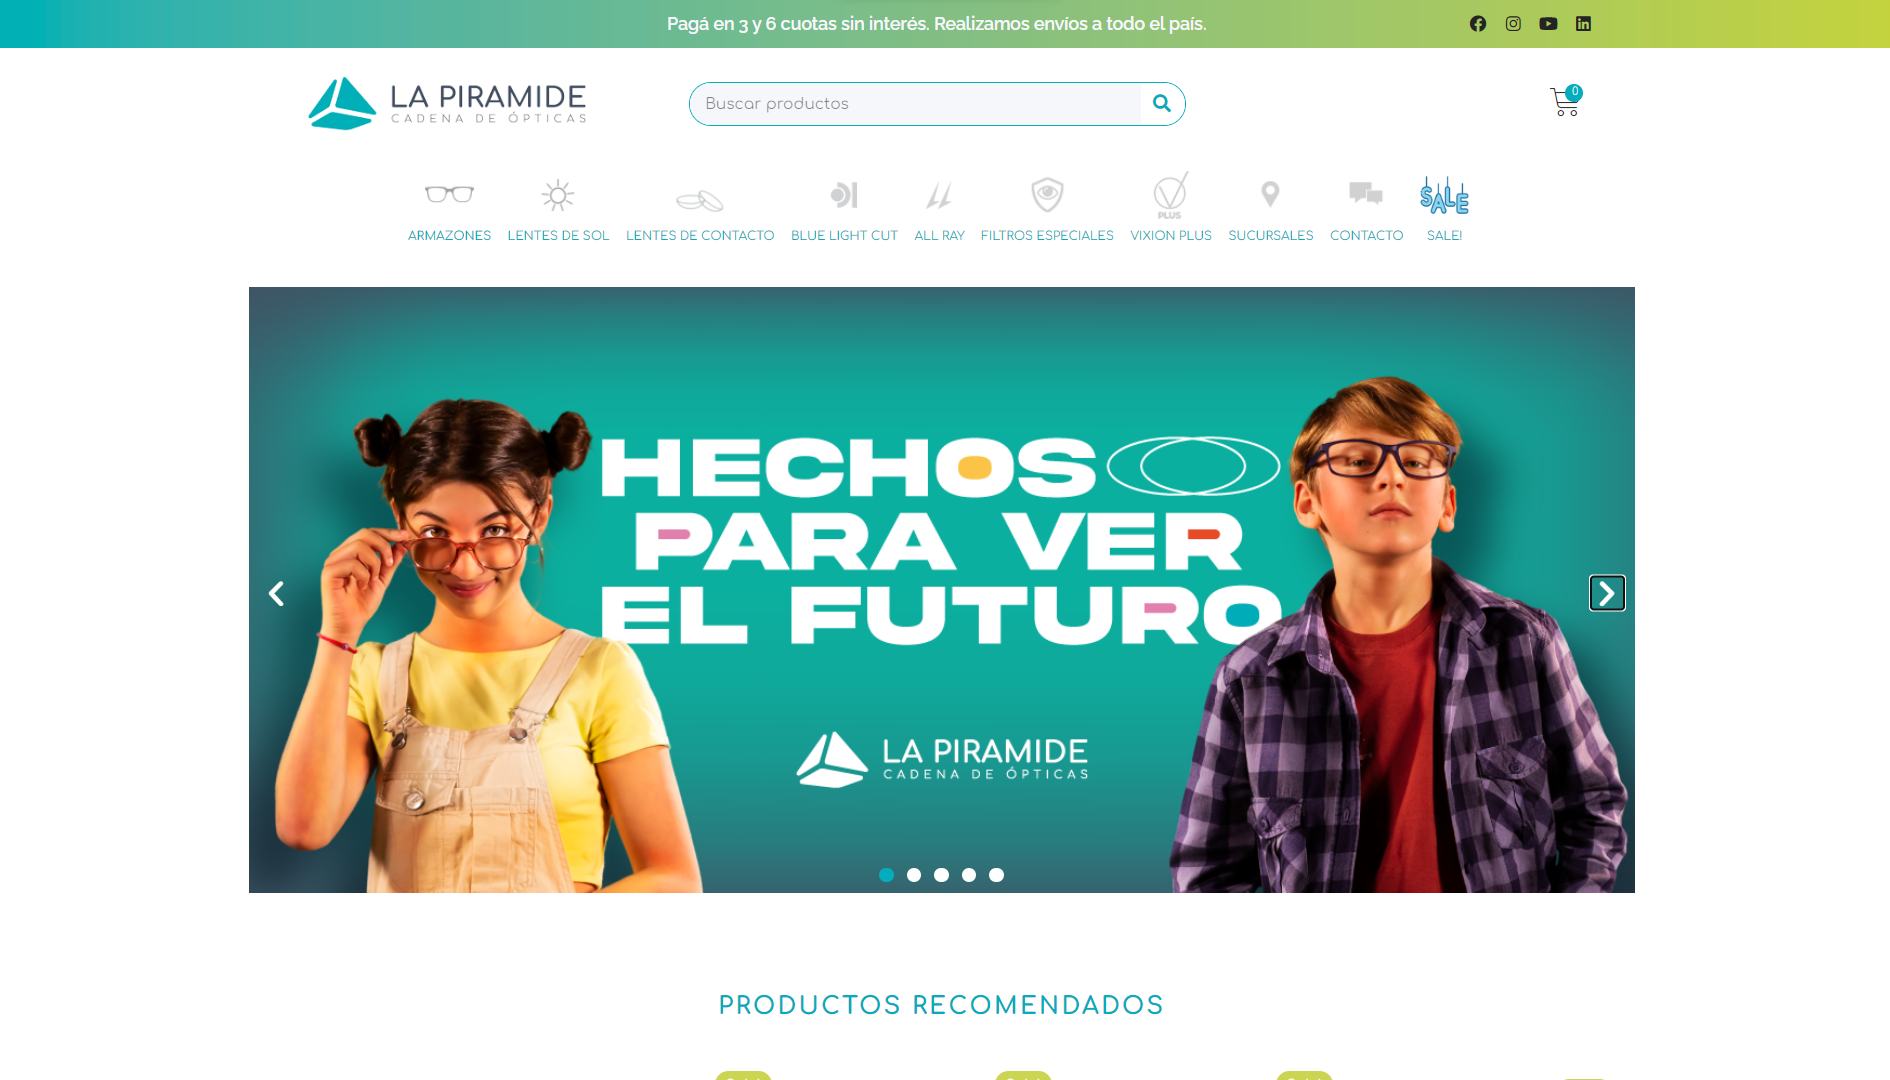 Pagá en 3 y 6 cuotas sin interés. Realizamos envíos a todo el país.
LA PIRAMIDE
CADENA DE ÓPTICAS
Buscar productos
0
PLUS
SALE
ARMAZONES
LENTES DE SOL
LENTES DE CONTACTO
BLUE LIGHT CUT
ALL RAY
FILTROS ESPECIALES
VIXION PLUS
SUCURSALES
CONTACTO
SALE!
HECHOS
PARA VER
EL FUTURO
LA PIRAMIDE
CADENA DE ÓPTICAS
PRODUCTOS RECOMENDADOS